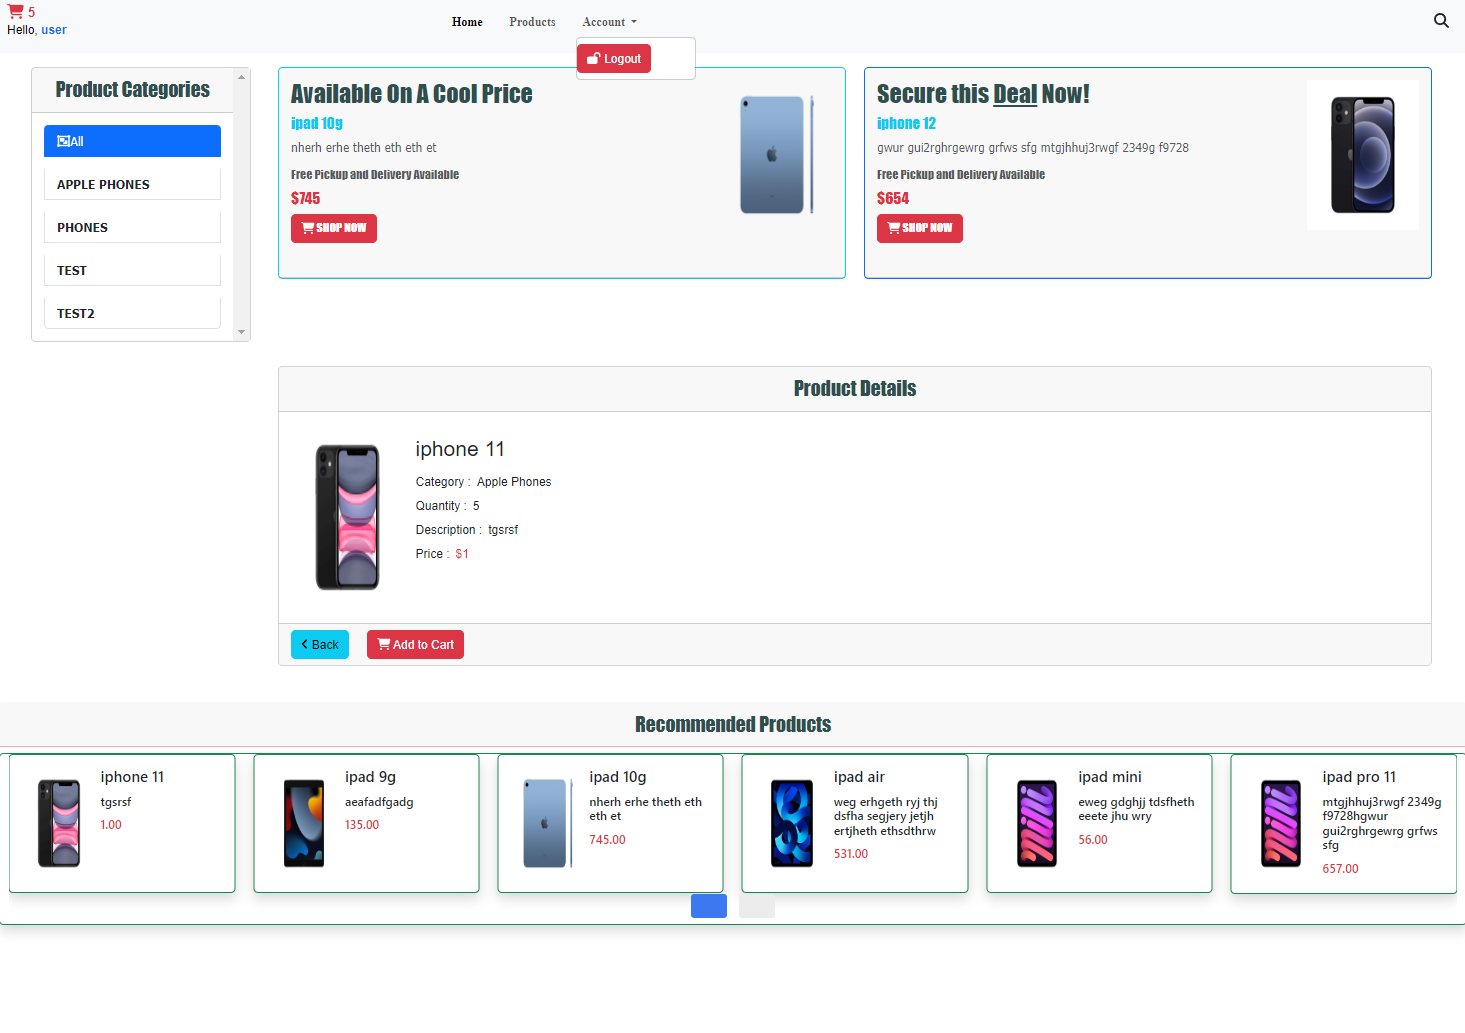 5
Hello, user
Home
Products
Account
Logout
Product Categories
All
APPLE PHONES
PHONES
TEST
TEST2
Available On A Cool Price
ipad 10g
nherh erhe theth eth eth et
Free Pickup and Delivery Available
$745
SHOP NOW
Secure this Deal Now!
iphone 12
gwur gui2rghrgewrg grfws sfg mtgjhhuj3rwgf 2349g f9728
Free Pickup and Delivery Available
$654
SHOP NOW
Product Details
iphone 11
Category : Apple Phones
Quantity : 5
Description : tgsrsf
Price : $1
Back
Add to Cart
Recommended Products
iphone 11
tgsrsf
1.00
ipad 9g
aeafadfgadg
135.00
ipad 10g
nherh erhe theth eth
eth et
745.00
ipad air
weg erhgeth ryj thj
dsfha segjery jetjh
ertjheth ethsdthrw
531.00
ipad mini
eweg gdghjj tdsfheth
eeete jhu wry
56.00
ipad pro 11
mtgjhhuj3rwgf 2349g
f9728hgwur
gui2rghrgewrg grfws
sfg
657.00